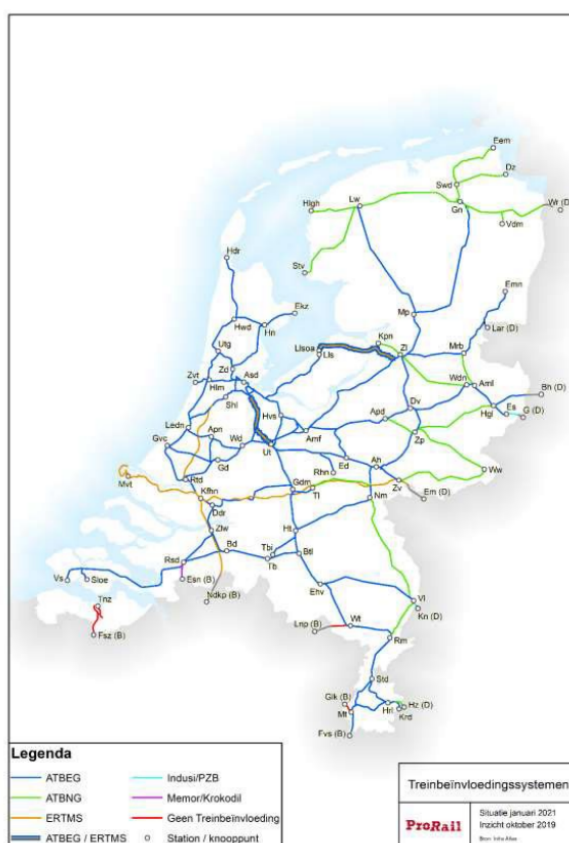 Eem
Dz
Swd
Hlgh
Lw
Gn
Wr (D)
Vdm
Stv
Hdr
Emn
Ekz
Mp
Hwd
Hn
Lar (D)
Kpn
Utg
Llsoa
Lls
Zl
Mrb
Zd
Asd
Wdn
Aml
Bh (D)
Zvt
Hlm
Shl
Hvs
Apd
Dv
Hgl
Es
G (D)
Ledn
Apn
Wd
Amf
Zp
Gvc
Ut
Gd
Ed
Ah
Ww
Rhn
Mvt
Rtd
Gdm
Zv
Kfhn
Tl
Nm
Em (D)
Ddr
Zlw
Ht
Bd
Tbi
Rsd
Tb
Btl
Vs
Sloe
Esn (B)
Ehv
Tnz
Ndkp (B)
Vl
Kn (D)
Fsz (B)
Lnp (B)
Wt
Rm
Std
Glk (B)
Hz (D)
Mt
Hrl
Krd
Fvs (B)
Legenda
ATBEG
Indusi/PZB
ATBNG
Memor/Krokodil
ERTMS
Geen Treinbeïnvloeding
ATBEG / ERTMS
Station / knooppunt
Treinbeïnvloedingssystemen
ProRail
Situatie januari 2021
Inzicht oktober 2019
Bron: Infra Atlas